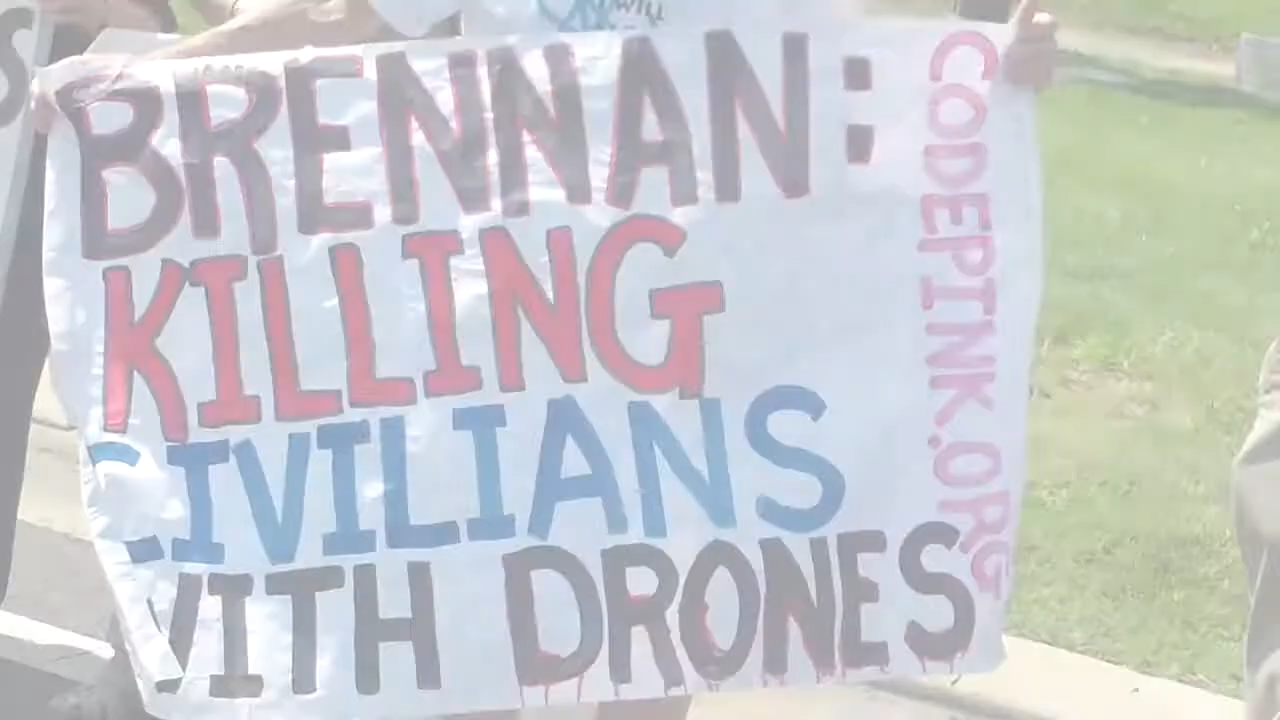 BRENNAN:
KILLING
CIVILIANS
WITH DRONES
CODEPINK.ORG